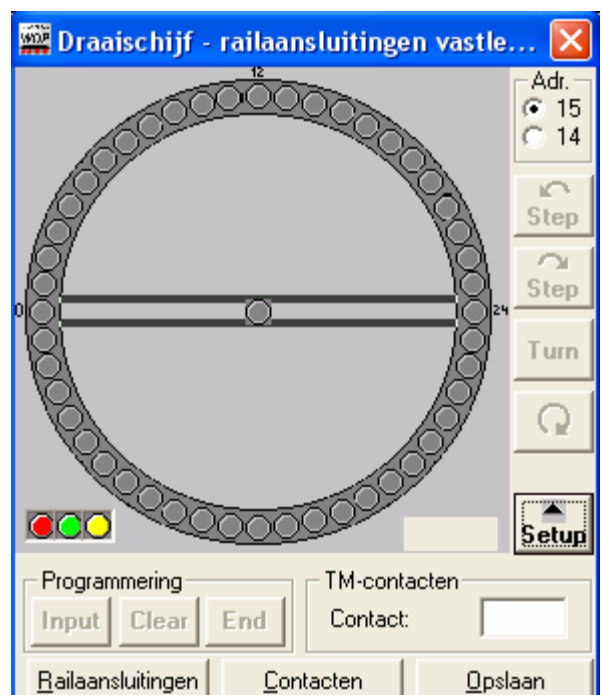 Draaischijf - railaansluitingen vastle...
12
Adr.
15
14
Step
Step
0
24
Turn
Setup
Programmering
TM-contacten
Input Clear End
Contact:
Railaansluitingen Contacten Opslaan